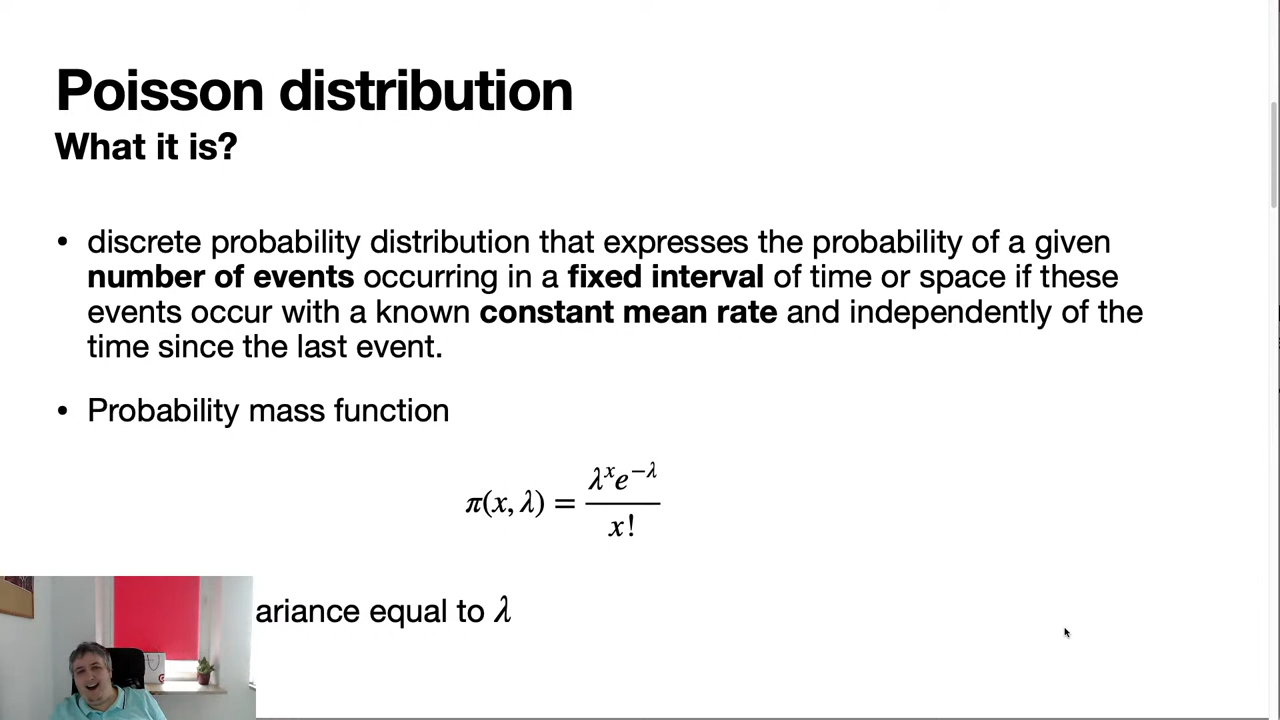 Poisson distribution
What it is?
• discrete probability distribution that expresses the probability of a given
number of events occurring in a fixed interval of time or space if these
events occur with a known constant mean rate and independently of the
time since the last event.
• Probability mass function
π(x, λ) = λˣe⁻λ / x!
ariance equal to λ